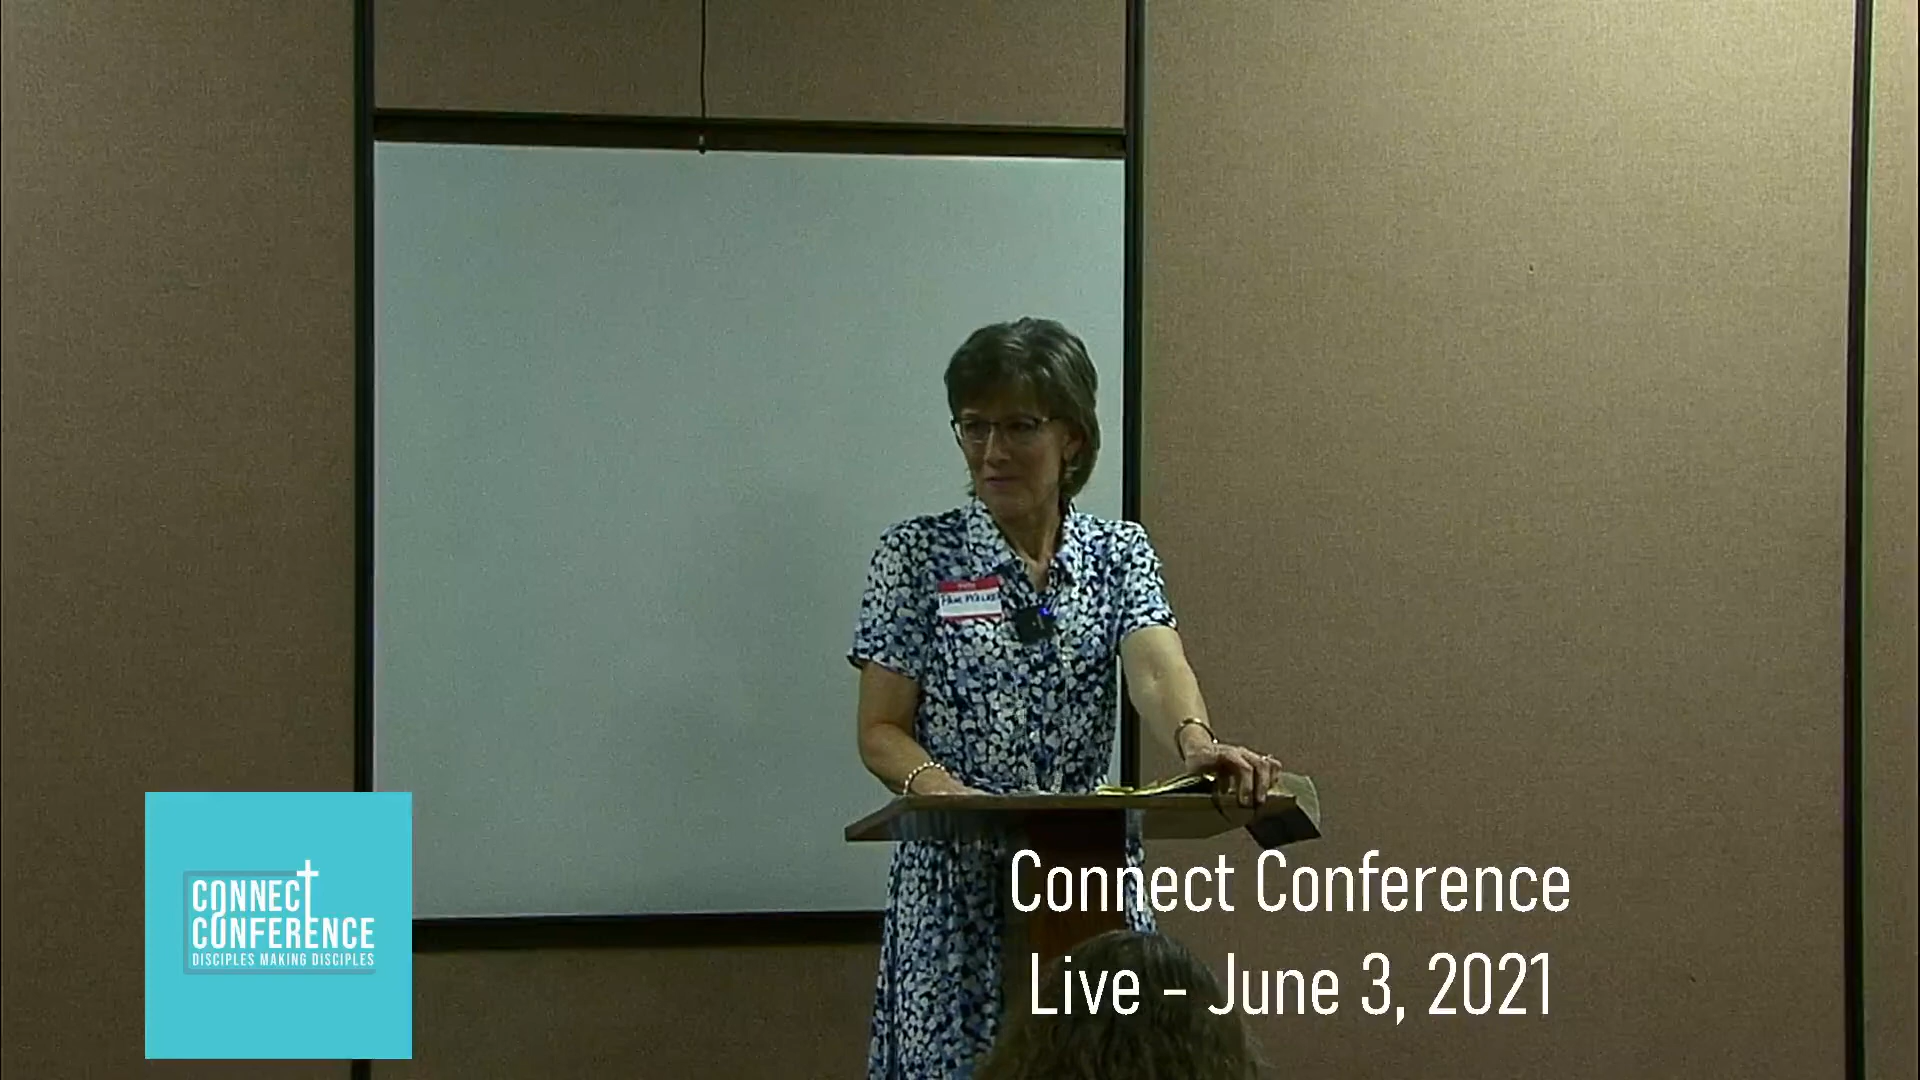 CONNECT
CONFERENCE
DISCIPLES MAKING DISCIPLES
Connect Conference
Live - June 3, 2021